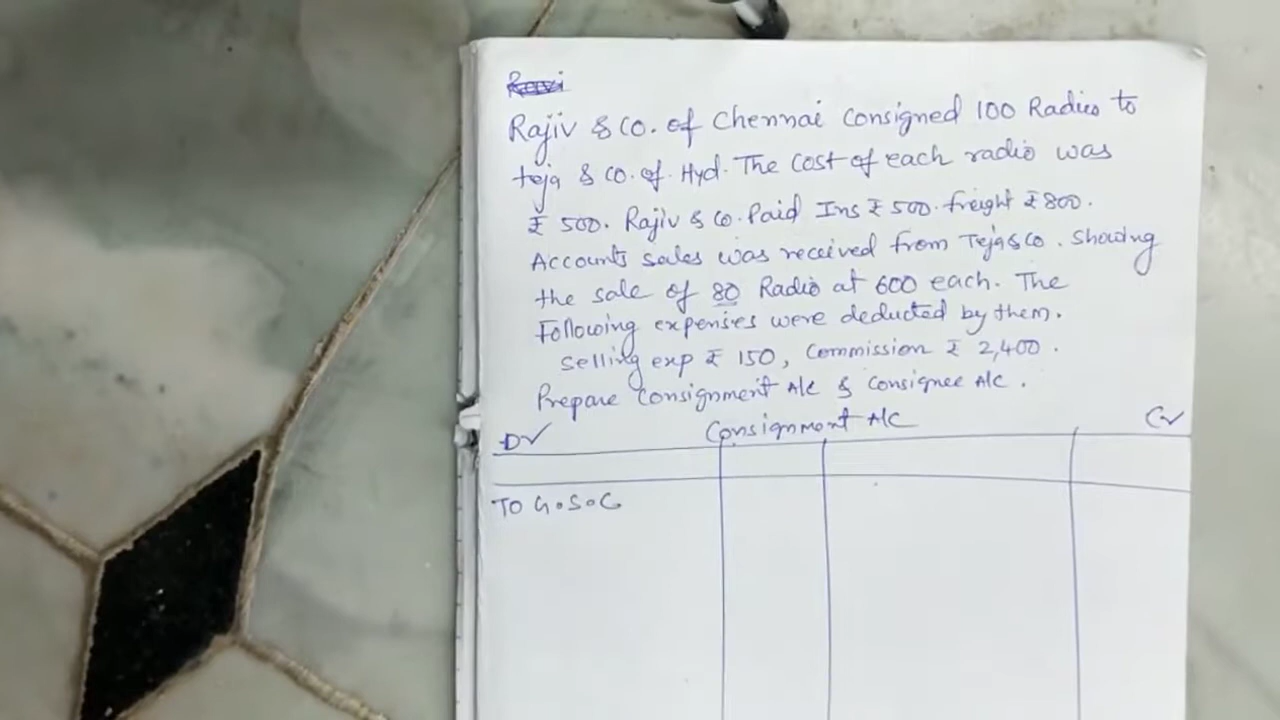 Rajiv & Co. of Chennai Consigned 100 Radios to
teja & co. of. Hyd. The Cost of each radio was
₹ 500. Rajiv & Co. Paid Ins ₹ 500. freight ₹ 800.
Accounts sales was received from Teja & Co. Showing
the sale of 80 Radio at 600 each. The
Following expenses were deducted by them.
selling exp ₹ 150, Commission ₹ 2,400.
Prepare Consignment A/c & Consignee A/c.
Dr Consignment A/C Cr
TO G.S.C